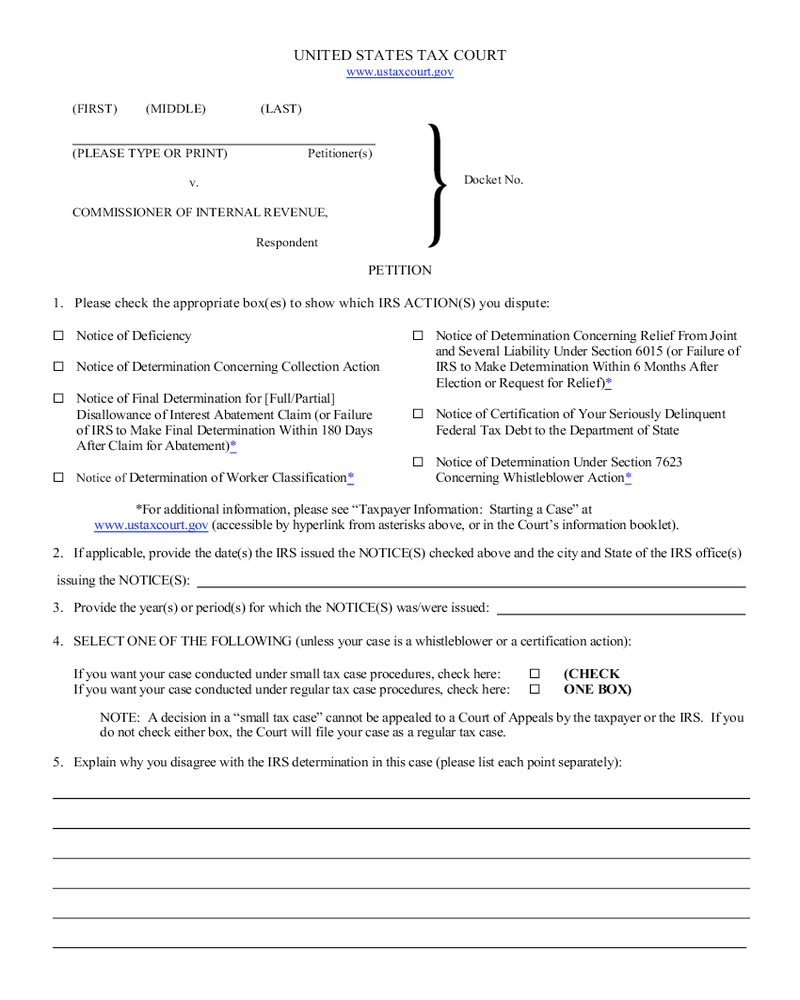 UNITED STATES TAX COURT
www.ustaxcourt.gov
(FIRST) (MIDDLE) (LAST)
(PLEASE TYPE OR PRINT) Petitioner(s)
v.
COMMISSIONER OF INTERNAL REVENUE,
Respondent
Docket No.
PETITION
1. Please check the appropriate box(es) to show which IRS ACTION(S) you dispute:
☐ Notice of Deficiency
☐ Notice of Determination Concerning Collection Action
☐ Notice of Final Determination for [Full/Partial]
Disallowance of Interest Abatement Claim (or Failure
of IRS to Make Final Determination Within 180 Days
After Claim for Abatement)*
☐ Notice of Determination of Worker Classification*
☐ Notice of Determination Concerning Relief From Joint
and Several Liability Under Section 6015 (or Failure of
IRS to Make Determination Within 6 Months After
Election or Request for Relief)*
☐ Notice of Certification of Your Seriously Delinquent
Federal Tax Debt to the Department of State
☐ Notice of Determination Under Section 7623
Concerning Whistleblower Action*
*For additional information, please see “Taxpayer Information: Starting a Case” at
www.ustaxcourt.gov (accessible by hyperlink from asterisks above, or in the Court’s information booklet).
2. If applicable, provide the date(s) the IRS issued the NOTICE(S) checked above and the city and State of the IRS office(s)
issuing the NOTICE(S):
3. Provide the year(s) or period(s) for which the NOTICE(S) was/were issued:
4. SELECT ONE OF THE FOLLOWING (unless your case is a whistleblower or a certification action):
If you want your case conducted under small tax case procedures, check here: ☐ (CHECK
If you want your case conducted under regular tax case procedures, check here: ☐ ONE BOX)
NOTE: A decision in a “small tax case” cannot be appealed to a Court of Appeals by the taxpayer or the IRS. If you
do not check either box, the Court will file your case as a regular tax case.
5. Explain why you disagree with the IRS determination in this case (please list each point separately):